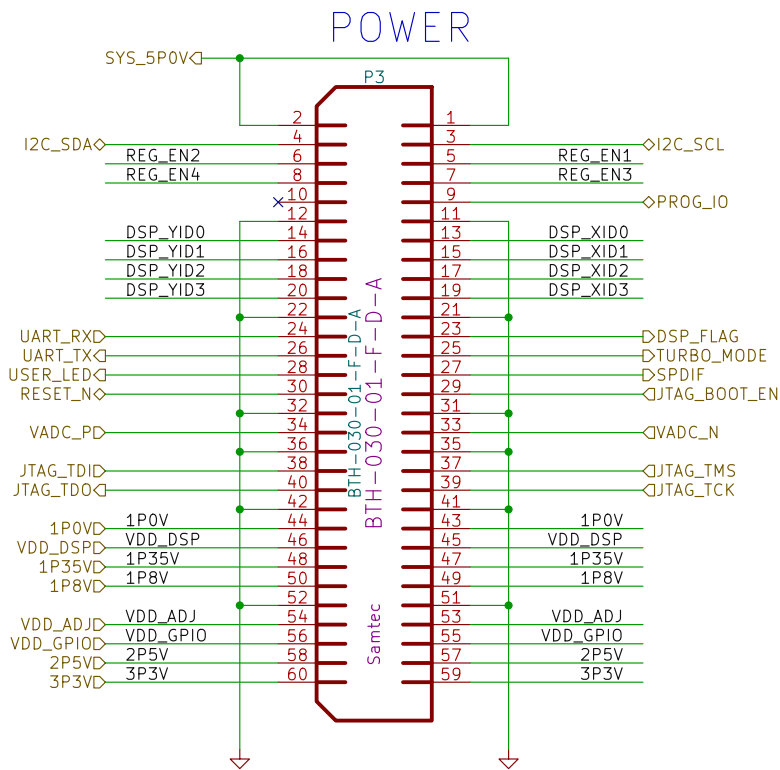 POWER
SYS_5P0V
P3
2 1
I2C_SDA 4 3 I2C_SCL
REG_EN2 6 5 REG_EN1
REG_EN4 8 7 REG_EN3
10 9 PROG_IO
12 11
DSP_YID0 14 13 DSP_XID0
DSP_YID1 16 15 DSP_XID1
DSP_YID2 18 17 DSP_XID2
DSP_YID3 20 19 DSP_XID3
22 21
UART_RX 24 23 DSP_FLAG
UART_TX 26 25 TURBO_MODE
USER_LED 28 27 SPDIF
RESET_N 30 29 JTAG_BOOT_EN
32 31
VADC_P 34 33 VADC_N
36 35
JTAG_TDI 38 37 JTAG_TMS
JTAG_TDO 40 39 JTAG_TCK
42 41
1P0V 1P0V 44 43 1P0V
VDD_DSP VDD_DSP 46 45 VDD_DSP
1P35V 1P35V 48 47 1P35V
1P8V 1P8V 50 49 1P8V
52 51
VDD_ADJ VDD_ADJ 54 53 VDD_ADJ
VDD_GPIO VDD_GPIO 56 55 VDD_GPIO
2P5V 2P5V 58 57 2P5V
3P3V 3P3V 60 59 3P3V
BTH-030-01-F-D-A
BTH-030-01-F-D-A
Samtec